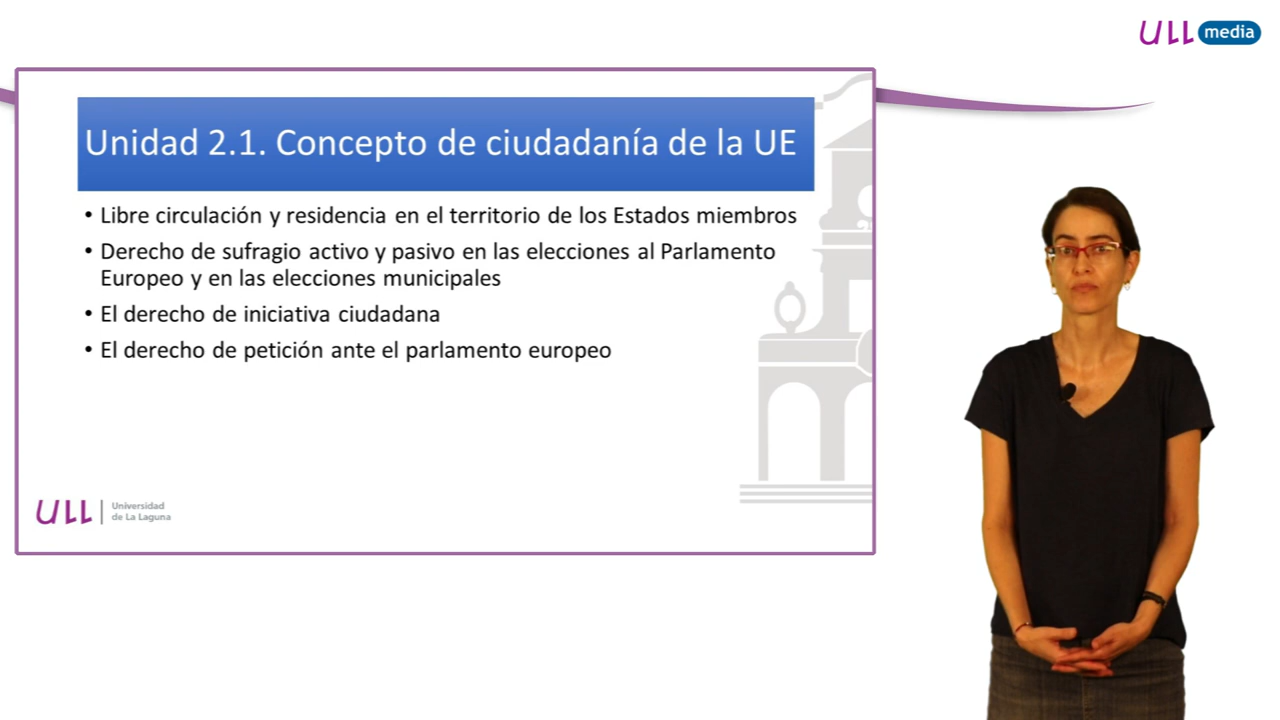 ULL media
Unidad 2.1. Concepto de ciudadanía de la UE
• Libre circulación y residencia en el territorio de los Estados miembros
• Derecho de sufragio activo y pasivo en las elecciones al Parlamento
Europeo y en las elecciones municipales
• El derecho de iniciativa ciudadana
• El derecho de petición ante el parlamento europeo
ULL
Universidad
de La Laguna